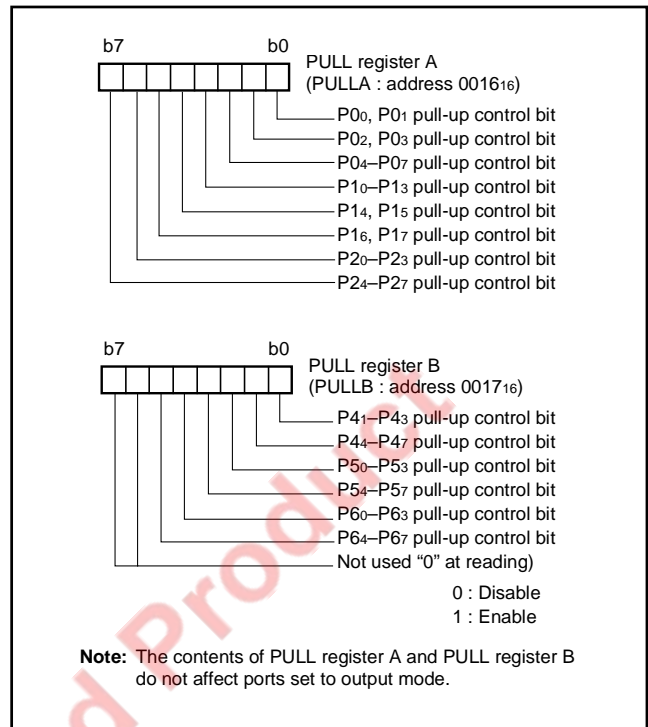 b7 b0
PULL register A
(PULLA : address 0016₁₆)
P0₀, P0₁ pull-up control bit
P0₂, P0₃ pull-up control bit
P0₄–P0₇ pull-up control bit
P1₀–P1₃ pull-up control bit
P1₄, P1₅ pull-up control bit
P1₆, P1₇ pull-up control bit
P2₀–P2₃ pull-up control bit
P2₄–P2₇ pull-up control bit
b7 b0
PULL register B
(PULLB : address 0017₁₆)
P4₁–P4₃ pull-up control bit
P4₄–P4₇ pull-up control bit
P5₀–P5₃ pull-up control bit
P5₄–P5₇ pull-up control bit
P6₀–P6₃ pull-up control bit
P6₄–P6₇ pull-up control bit
Not used “0” at reading)
0 : Disable
1 : Enable
Note: The contents of PULL register A and PULL register B
do not affect ports set to output mode.
d Product